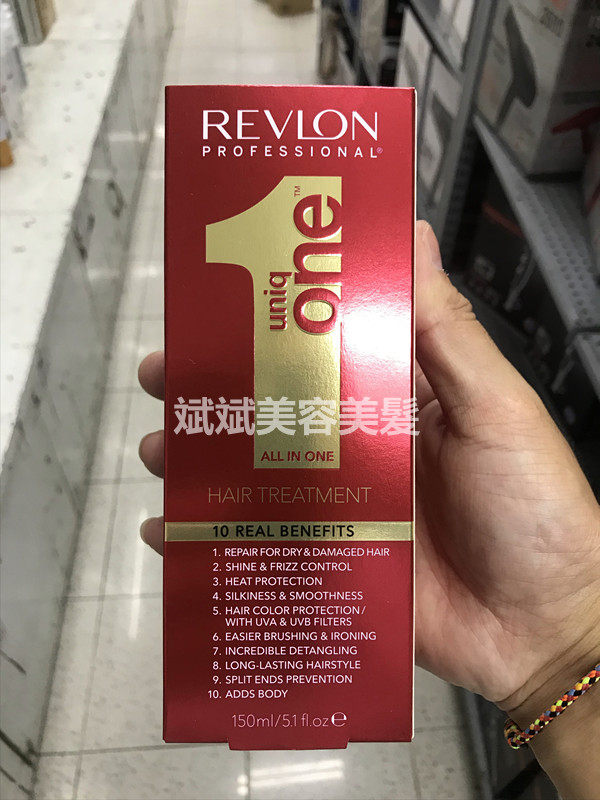 REVLON
PROFESSIONAL®
1
uniq
one™
斌斌美容美髮
ALL IN ONE
HAIR TREATMENT
10 REAL BENEFITS
1. REPAIR FOR DRY & DAMAGED HAIR
2. SHINE & FRIZZ CONTROL
3. HEAT PROTECTION
4. SILKINESS & SMOOTHNESS
5. HAIR COLOR PROTECTION/
WITH UVA & UVB FILTERS
6. EASIER BRUSHING & IRONING
7. INCREDIBLE DETANGLING
8. LONG-LASTING HAIRSTYLE
9. SPLIT ENDS PREVENTION
10. ADDS BODY
150ml/5.1 fl.oz℮